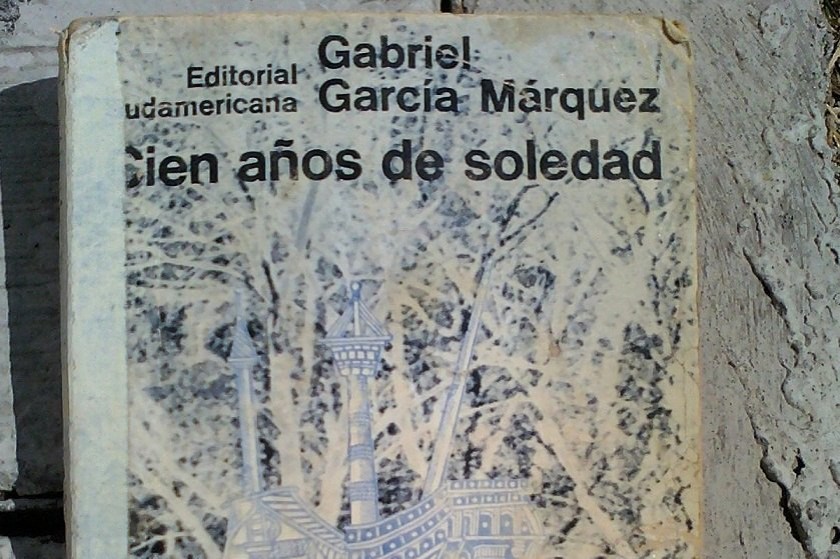 Gabriel
Editorial
García Márquez
udamericana
Cien años de soledad